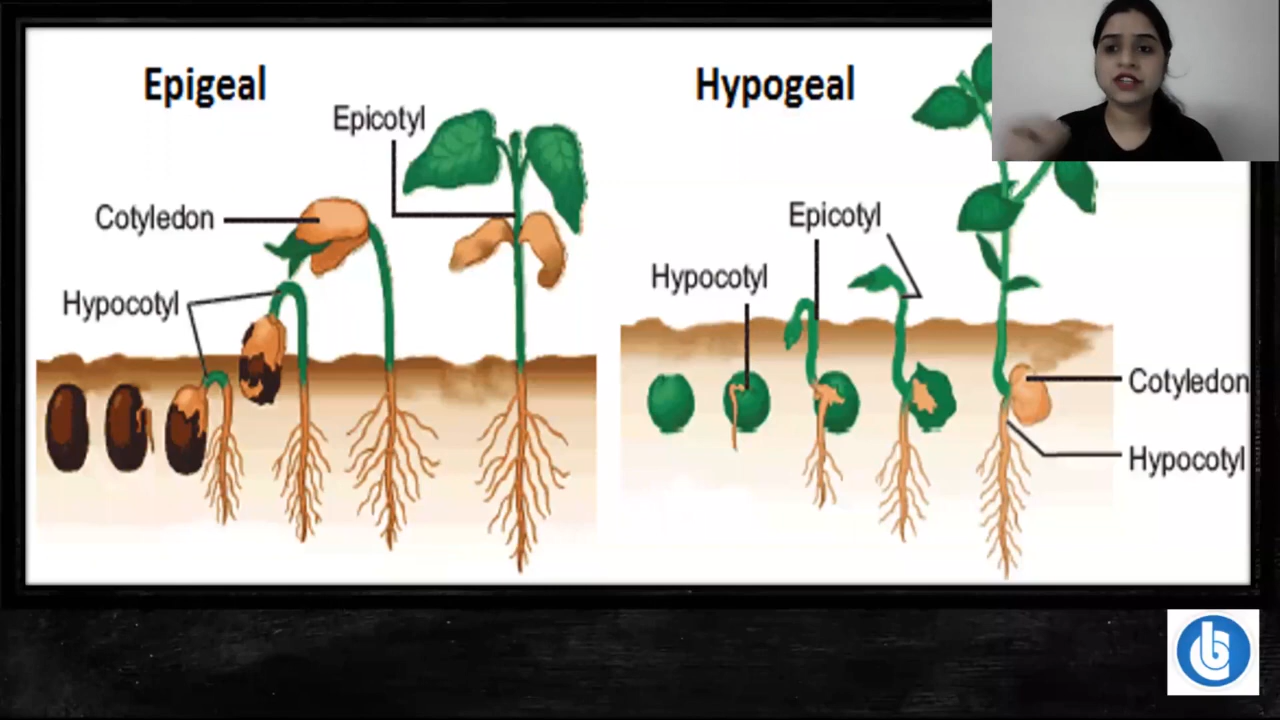 Epigeal
Epicotyl
Cotyledon
Hypocotyl
Hypogeal
Epicotyl
Hypocotyl
Cotyledon
Hypocotyl